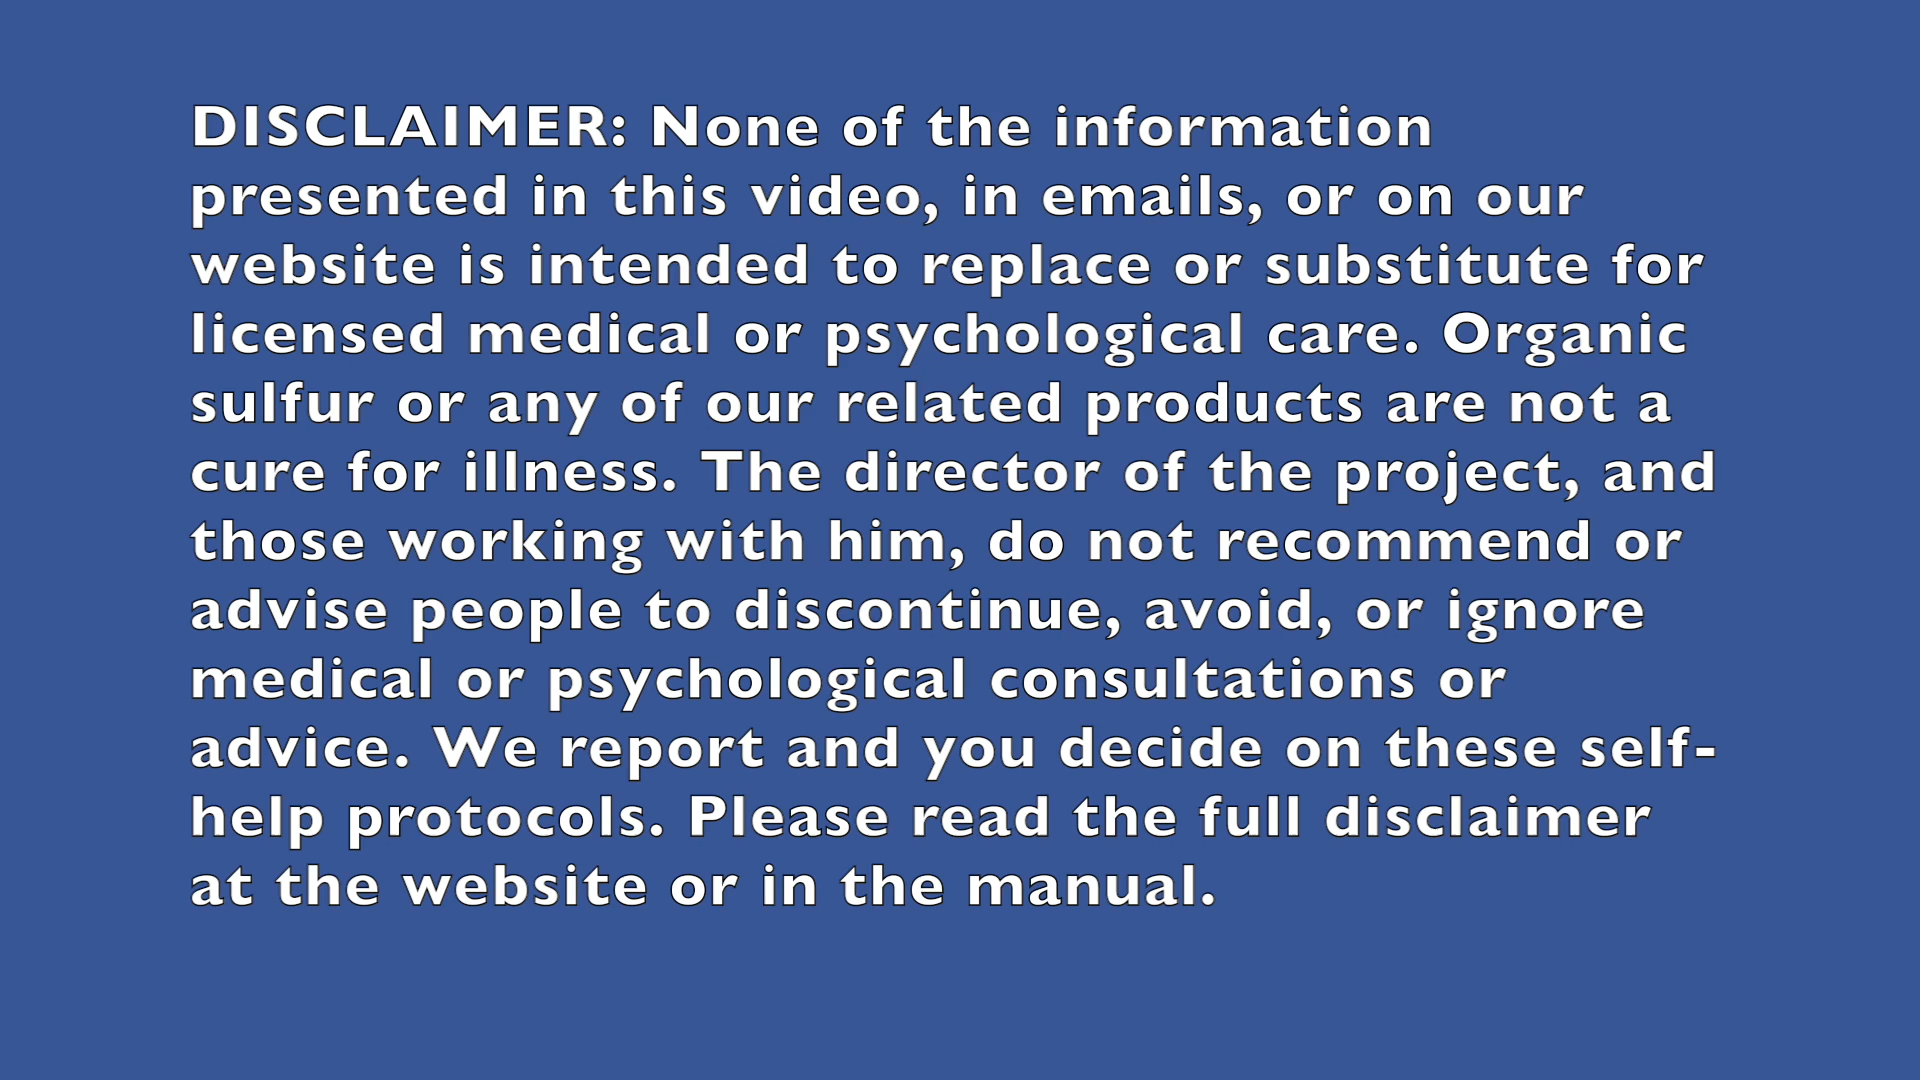 DISCLAIMER: None of the information
presented in this video, in emails, or on our
website is intended to replace or substitute for
licensed medical or psychological care. Organic
sulfur or any of our related products are not a
cure for illness. The director of the project, and
those working with him, do not recommend or
advise people to discontinue, avoid, or ignore
medical or psychological consultations or
advice. We report and you decide on these self-
help protocols. Please read the full disclaimer
at the website or in the manual.